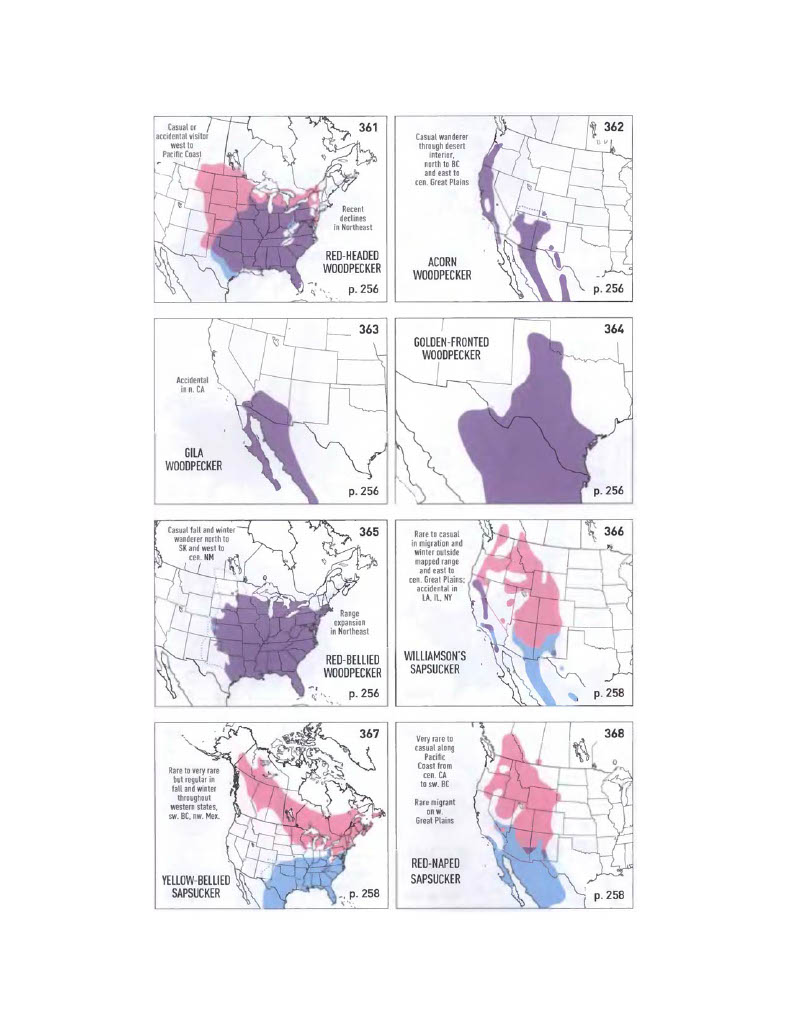 361
Casual or
accidental visitor
west to
Pacific Coast
Recent
declines
in Northeast
RED-HEADED
WOODPECKER
p. 256
362
Casual wanderer
through desert
interior,
north to BC
and east to
cen. Great Plains
ACORN
WOODPECKER
p. 256
363
Accidental
in n. CA
GILA
WOODPECKER
p. 256
364
GOLDEN-FRONTED
WOODPECKER
p. 256
365
Casual fall and winter
wanderer north to
SK and west to
cen. NM
Range
expansion
in Northeast
RED-BELLIED
WOODPECKER
p. 256
366
Rare to casual
in migration and
winter outside
mapped range
and east to
cen. Great Plains;
accidental in
LA, IL, NY
WILLIAMSON'S
SAPSUCKER
p. 258
367
Rare to very rare
but regular in
fall and winter
throughout
western states,
sw. BC, nw. Mex.
YELLOW-BELLIED
SAPSUCKER
p. 258
368
Very rare to
casual along
Pacific
Coast from
cen. CA
to sw. BC
Rare migrant
on w.
Great Plains
RED-NAPED
SAPSUCKER
p. 258